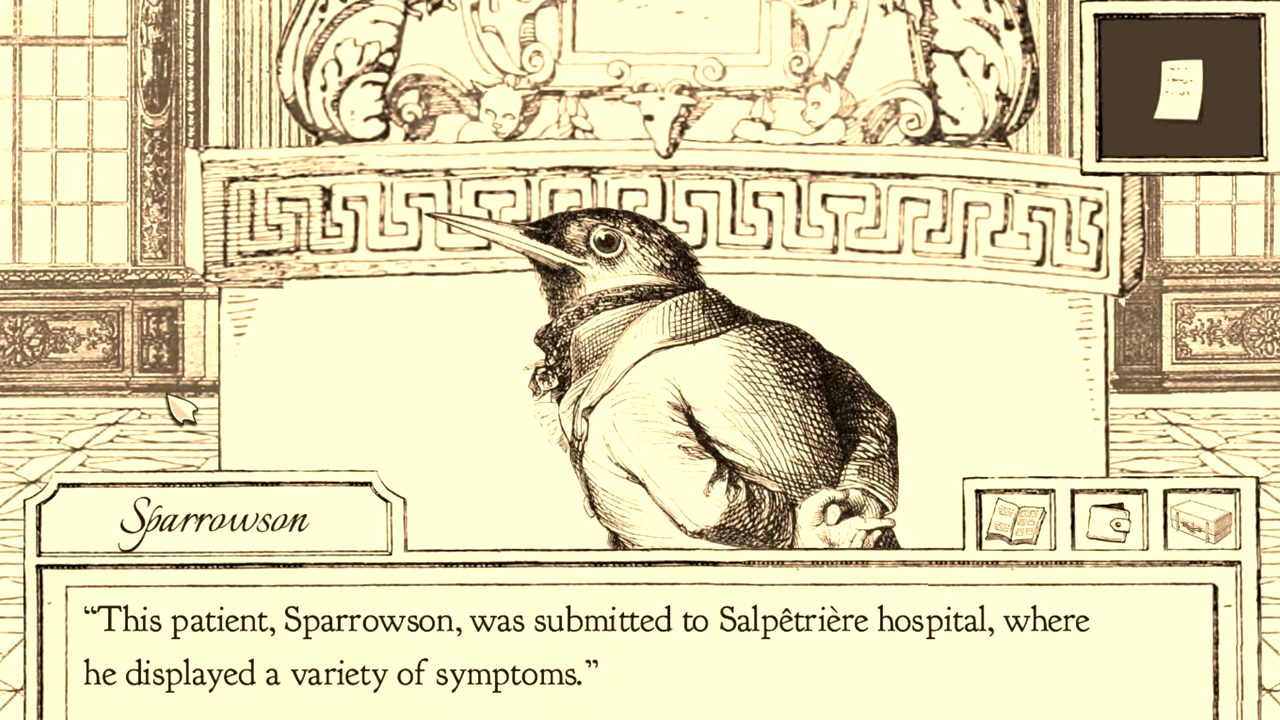 Sparrowson
“This patient, Sparrowson, was submitted to Salpêtrière hospital, where
he displayed a variety of symptoms.”